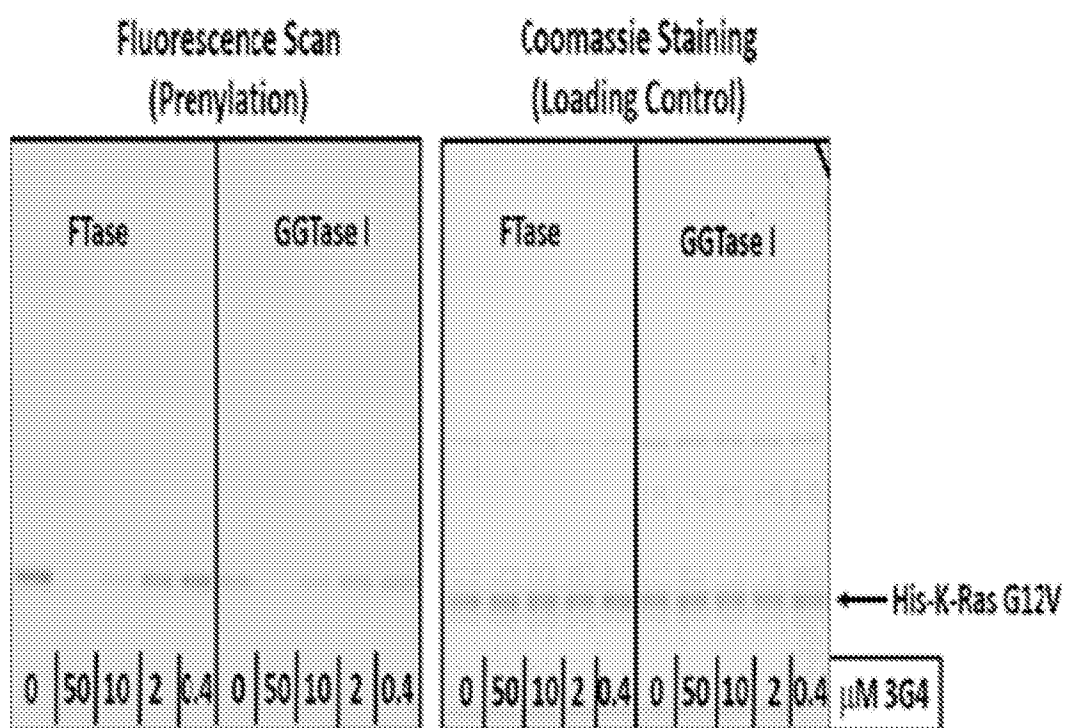 Fluorescence Scan
(Prenylation)
Coomassie Staining
(Loading Control)
FTase
GGTase I
FTase
GGTase I
His-K-Ras G12V
0 50 10 2 0.4 0 50 10 2 0.4
0 50 10 2 0.4 0 50 10 2 0.4 µM 3G4